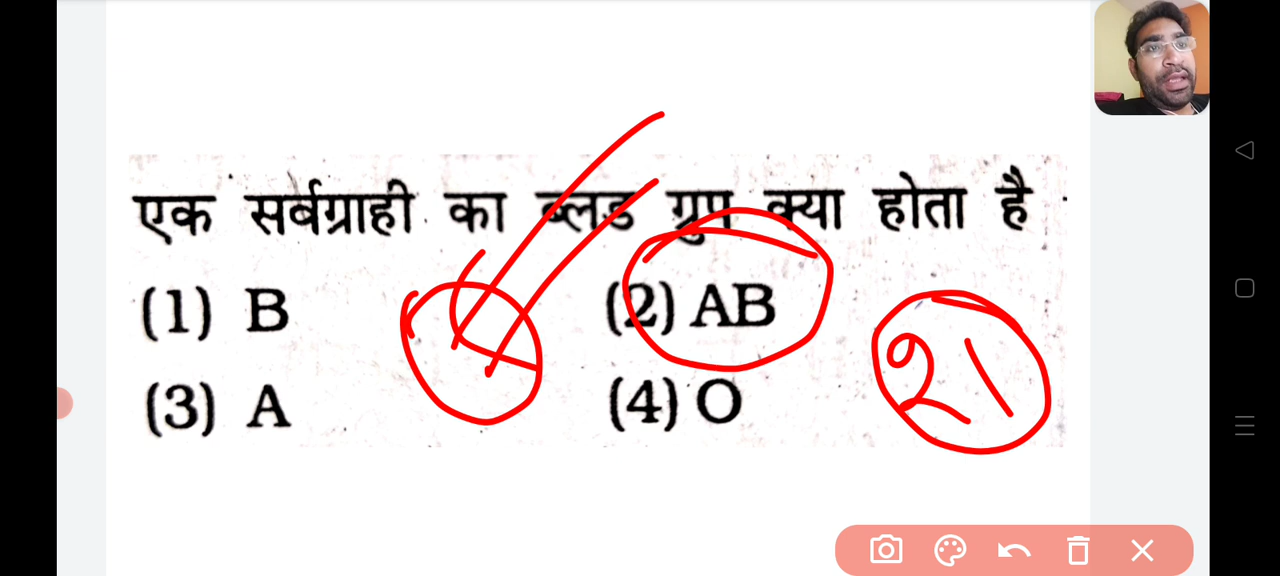 एक सर्वग्राही का ब्लड ग्रुप क्या होता है
(1) B (2) AB
(3) A (4) O
21